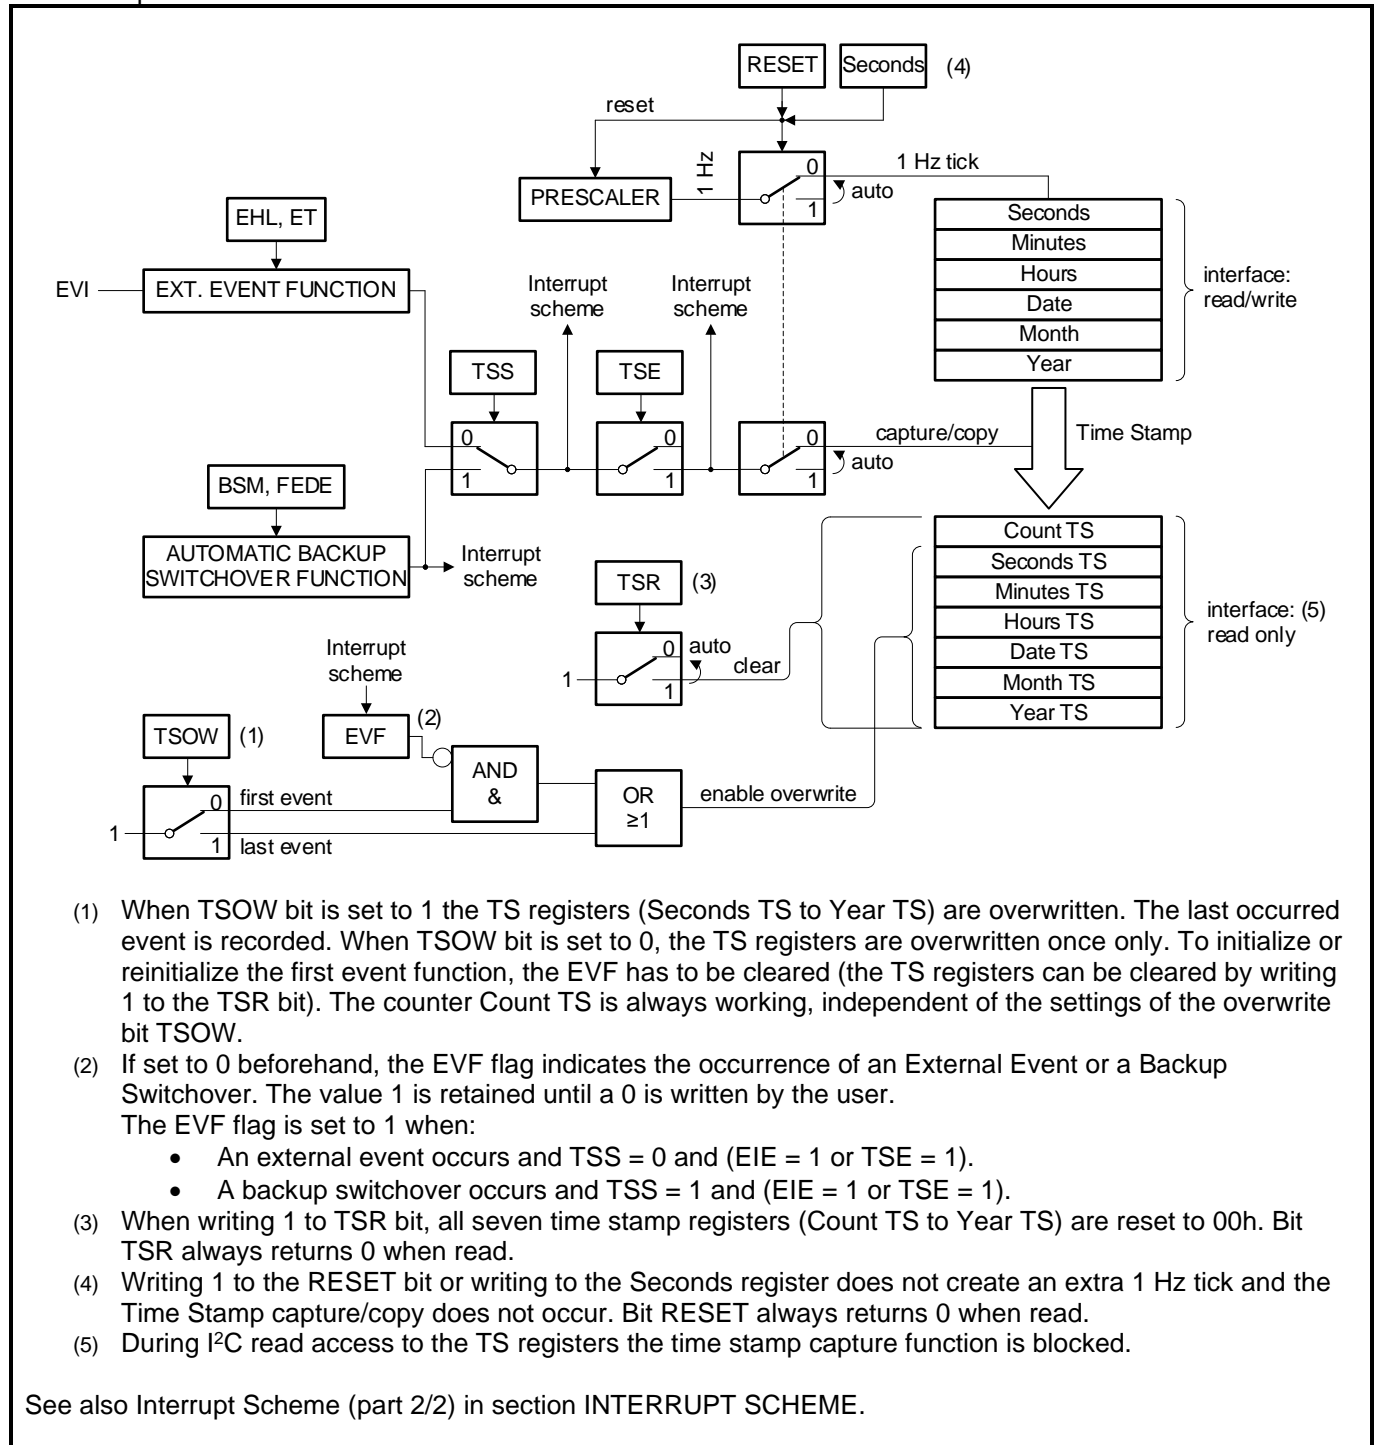 RESET Seconds (4)
reset
1 Hz
0 1 Hz tick
PRESCALER
auto
1
Seconds
EHL, ET
Minutes
Interrupt scheme
Interrupt scheme
Hours
interface: read/write
EVI
EXT. EVENT FUNCTION
Date
Month
TSS
TSE
Year
0
0
0
capture/copy
Time Stamp
auto
1
1
1
BSM, FEDE
Count TS
AUTOMATIC BACKUP
SWITCHOVER FUNCTION
Interrupt scheme
Seconds TS
TSR (3)
Minutes TS
interface: (5)
read only
Hours TS
Interrupt scheme
0 auto
Date TS
1
1
clear
Month TS
TSOW (1)
EVF
(2)
Year TS
AND
&
OR
≥1
enable overwrite
0 first event
1
1 last event
(1) When TSOW bit is set to 1 the TS registers (Seconds TS to Year TS) are overwritten. The last occurred
event is recorded. When TSOW bit is set to 0, the TS registers are overwritten once only. To initialize or
reinitialize the first event function, the EVF has to be cleared (the TS registers can be cleared by writing
1 to the TSR bit). The counter Count TS is always working, independent of the settings of the overwrite
bit TSOW.
(2) If set to 0 beforehand, the EVF flag indicates the occurrence of an External Event or a Backup
Switchover. The value 1 is retained until a 0 is written by the user.
The EVF flag is set to 1 when:
• An external event occurs and TSS = 0 and (EIE = 1 or TSE = 1).
• A backup switchover occurs and TSS = 1 and (EIE = 1 or TSE = 1).
(3) When writing 1 to TSR bit, all seven time stamp registers (Count TS to Year TS) are reset to 00h. Bit
TSR always returns 0 when read.
(4) Writing 1 to the RESET bit or writing to the Seconds register does not create an extra 1 Hz tick and the
Time Stamp capture/copy does not occur. Bit RESET always returns 0 when read.
(5) During I²C read access to the TS registers the time stamp capture function is blocked.
See also Interrupt Scheme (part 2/2) in section INTERRUPT SCHEME.